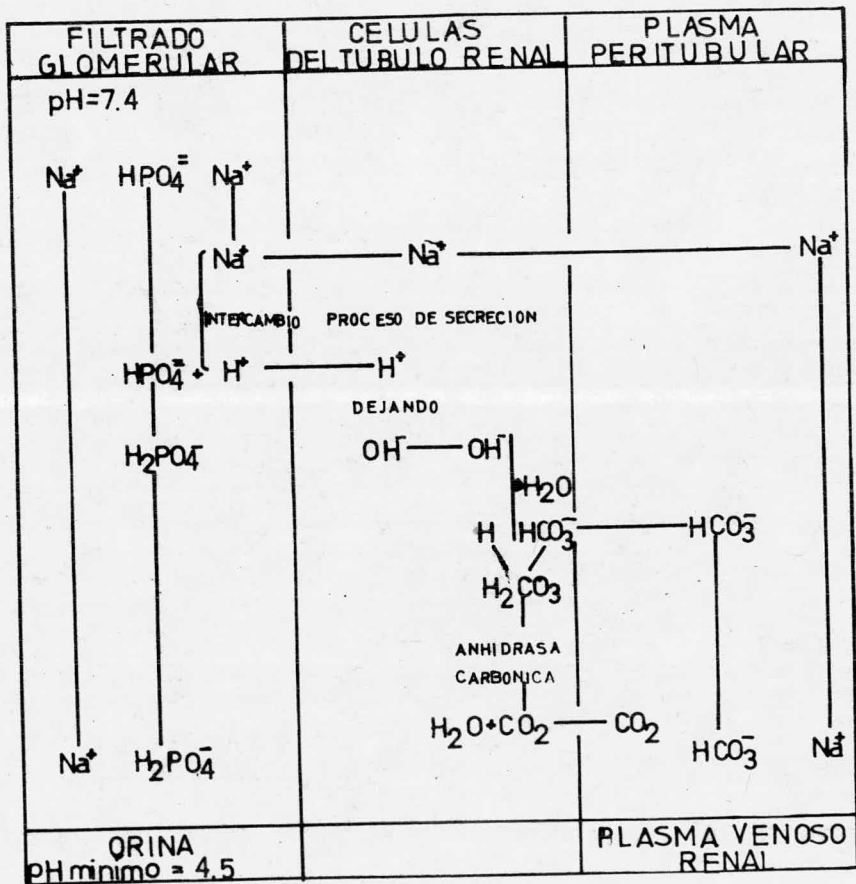 FILTRADO
GLOMERULAR
CELULAS
DEL TUBULO RENAL
PLASMA
PERITUBULAR
pH=7.4
Na⁺ HPO₄⁼ Na⁺
Na⁺ Na⁺ Na⁺
INTERCAMBIO PROCESO DE SECRECION
HPO₄⁼ + H⁺ H⁺
DEJANDO
OH⁻ OH⁻
H₂PO₄⁻
H₂O
H HCO₃⁻ HCO₃⁻
H₂CO₃
ANHIDRASA
CARBONICA
H₂O+CO₂ CO₂
Na⁺ H₂PO₄⁻
HCO₃⁻ Na⁺
ORINA
pH minimo = 4.5
PLASMA VENOSO
RENAL